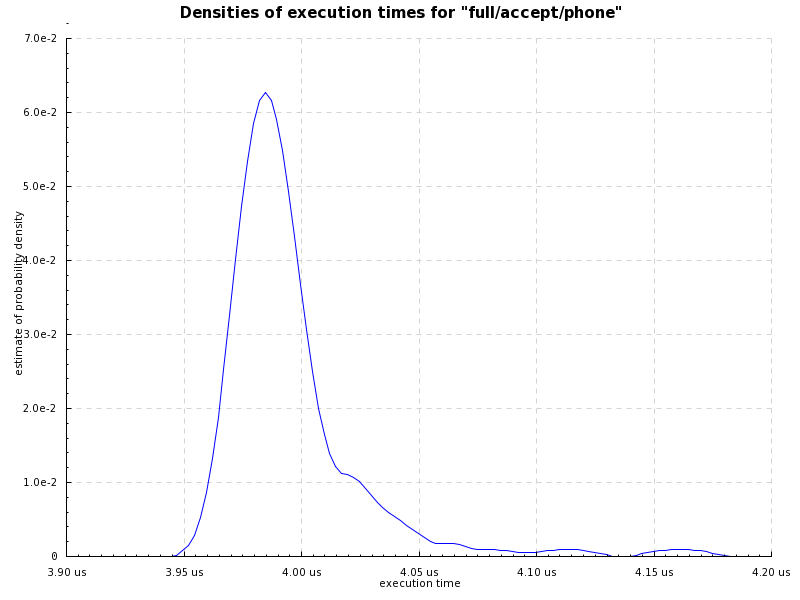 Densities of execution times for "full/accept/phone"
7.0e-2
6.0e-2
5.0e-2
4.0e-2
3.0e-2
2.0e-2
1.0e-2
0
estimate of probability density
3.90 us 3.95 us 4.00 us 4.05 us 4.10 us 4.15 us 4.20 us
execution time